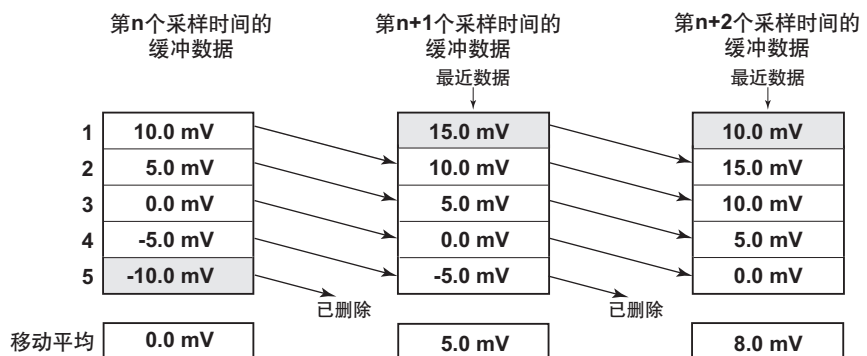 第n个采样时间的
缓冲数据
第n+1个采样时间的
缓冲数据
最近数据
第n+2个采样时间的
缓冲数据
最近数据
1 10.0 mV 15.0 mV 10.0 mV
2 5.0 mV 10.0 mV 15.0 mV
3 0.0 mV 5.0 mV 10.0 mV
4 -5.0 mV 0.0 mV 5.0 mV
5 -10.0 mV -5.0 mV 0.0 mV
已删除 已删除
移动平均 0.0 mV 5.0 mV 8.0 mV